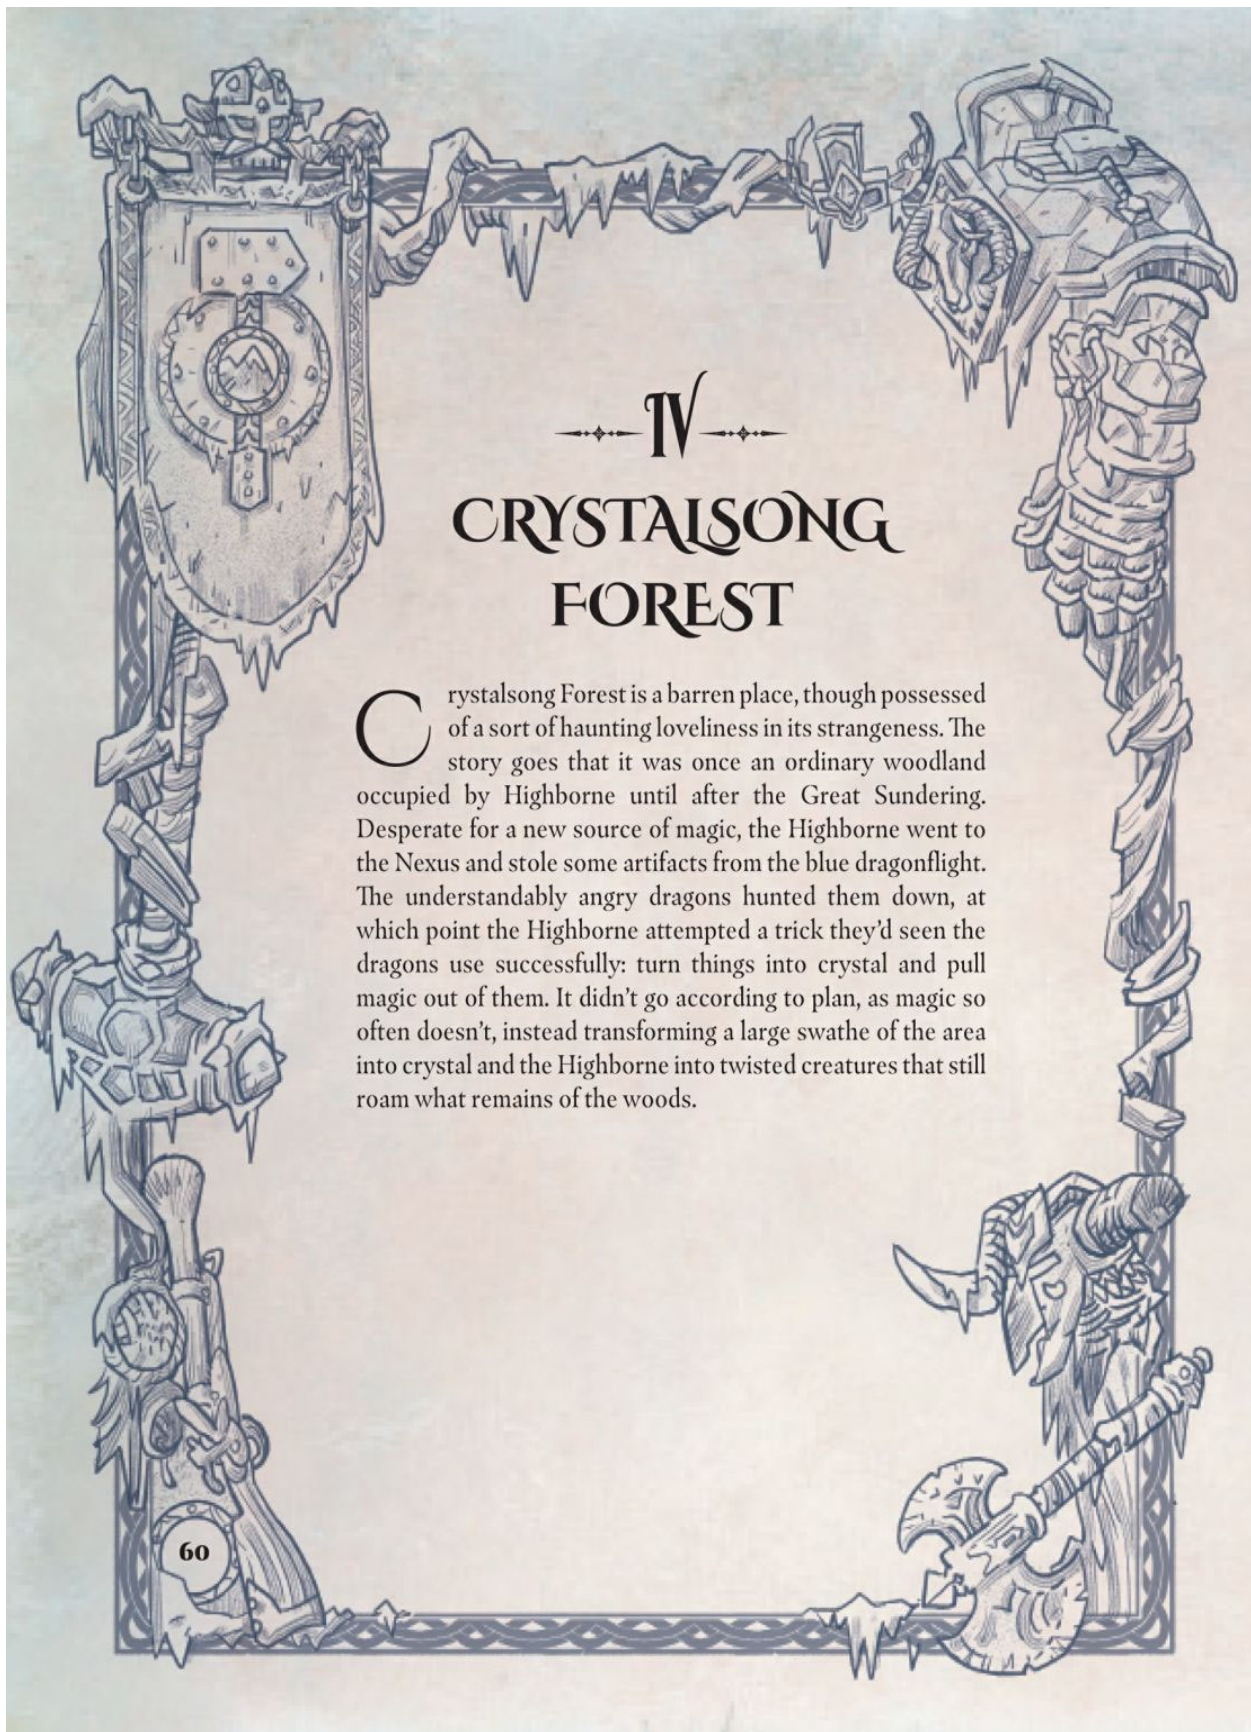 IV
CRYSTALSONG
FOREST
Crystalsong Forest is a barren place, though possessed
of a sort of haunting loveliness in its strangeness. The
story goes that it was once an ordinary woodland
occupied by Highborne until after the Great Sundering.
Desperate for a new source of magic, the Highborne went to
the Nexus and stole some artifacts from the blue dragonflight.
The understandably angry dragons hunted them down, at
which point the Highborne attempted a trick they’d seen the
dragons use successfully: turn things into crystal and pull
magic out of them. It didn’t go according to plan, as magic so
often doesn’t, instead transforming a large swathe of the area
into crystal and the Highborne into twisted creatures that still
roam what remains of the woods.
60